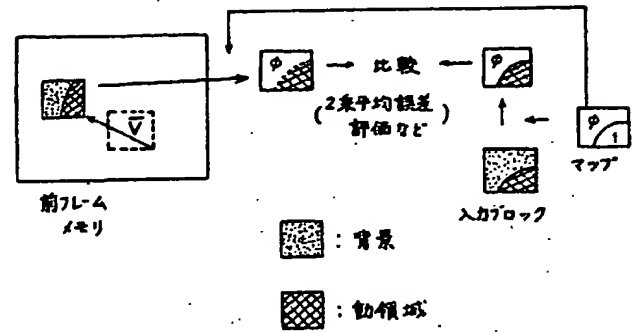 φ
φ
→ 比較 ←
(2乗平均誤差
評価など)
V̄
φ
1
マップ
前フレーム
メモリ
入力ブロック
: 背景
: 動領域